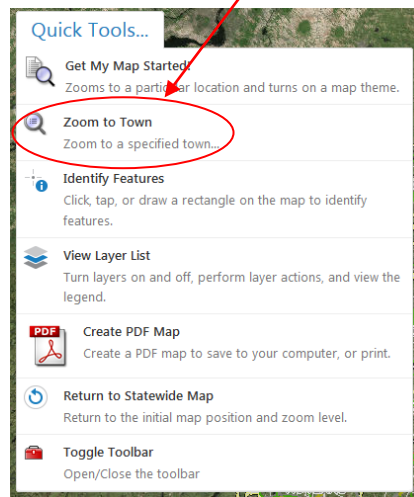 Quick Tools...
Get My Map Started!
Zooms to a particular location and turns on a map theme.
Zoom to Town
Zoom to a specified town...
Identify Features
Click, tap, or draw a rectangle on the map to identify
features.
View Layer List
Turn layers on and off, perform layer actions, and view the
legend.
PDF
Create PDF Map
Create a PDF map to save to your computer, or print.
Return to Statewide Map
Return to the initial map position and zoom level.
Toggle Toolbar
Open/Close the toolbar